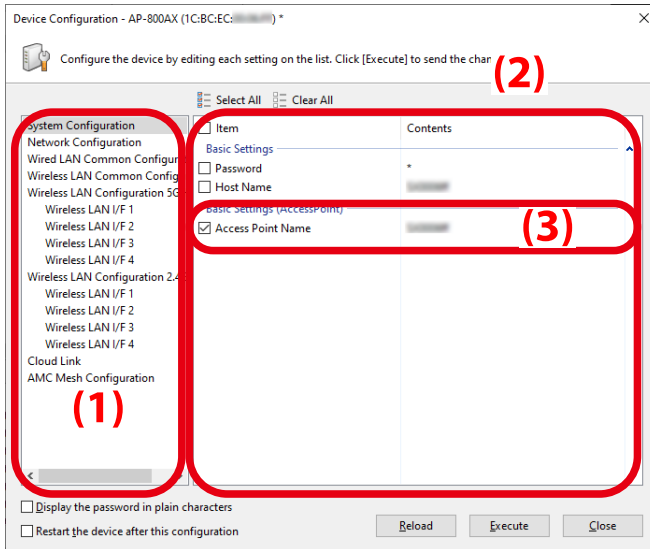 Device Configuration - AP-800AX (1C:BC:EC: ) *
Configure the device by editing each setting on the list. Click [Execute] to send the
(2)
Select All Clear All
System Configuration
Network Configuration
Wired LAN Common Configur
Wireless LAN Common Config
Wireless LAN Configuration 5G
Wireless LAN I/F 1
Wireless LAN I/F 2
Wireless LAN I/F 3
Wireless LAN I/F 4
Wireless LAN Configuration 2.4
Wireless LAN I/F 1
Wireless LAN I/F 2
Wireless LAN I/F 3
Wireless LAN I/F 4
Cloud Link
AMC Mesh Configuration
(1)
Item Contents
Basic Settings
Password *
Host Name
Basic Settings (AccessPoint)
Access Point Name
(3)
Display the password in plain characters
Restart the device after this configuration
Reload Execute Close